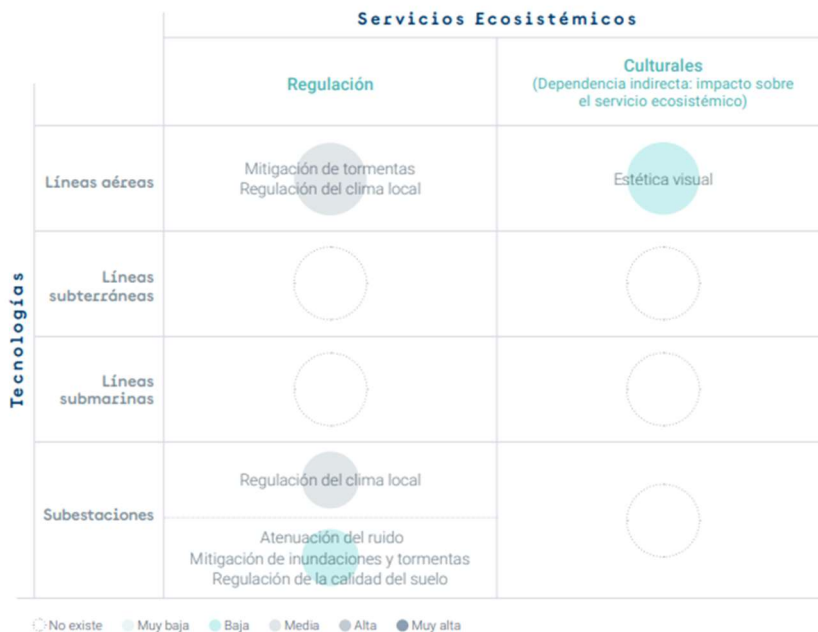 Servicios Ecosistémicos
Regulación
Culturales
(Dependencia indirecta: impacto sobre
el servicio ecosistémico)
Tecnologías
Líneas aéreas
Mitigación de tormentas
Regulación del clima local
Estética visual
Líneas
subterráneas
Líneas
submarinas
Subestaciones
Regulación del clima local
Atenuación del ruido
Mitigación de inundaciones y tormentas
Regulación de la calidad del suelo
No existe Muy baja Baja Media Alta Muy alta